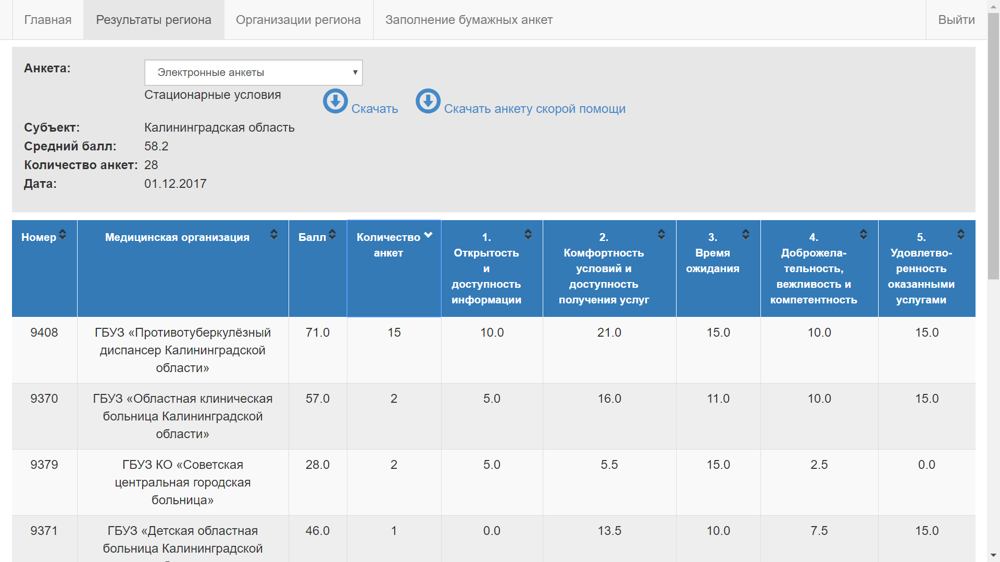 Главная Результаты региона Организации региона Заполнение бумажных анкет Выйти
Анкета: Электронные анкеты
Стационарные условия Скачать Скачать анкету скорой помощи
Субъект: Калининградская область
Средний балл: 58.2
Количество анкет: 28
Дата: 01.12.2017
Номер
Медицинская организация
Балл
Количество
анкет
1.
Открытость
и
доступность
информации
2.
Комфортность
условий и
доступность
получения услуг
3.
Время
ожидания
4.
Доброжела-
тельность,
вежливость и
компетентность
5.
Удовлетво-
ренность
оказанными
услугами
9408 ГБУЗ «Противотуберкулёзный 71.0 15 10.0 21.0 15.0 10.0 15.0
диспансер Калининградской
области»
9370 ГБУЗ «Областная клиническая 57.0 2 5.0 16.0 11.0 10.0 15.0
больница Калининградской
области»
9379 ГБУЗ КО «Советская 28.0 2 5.0 5.5 15.0 2.5 0.0
центральная городская
больница»
9371 ГБУЗ «Детская областная 46.0 1 0.0 13.5 10.0 7.5 15.0
больница Калининградской